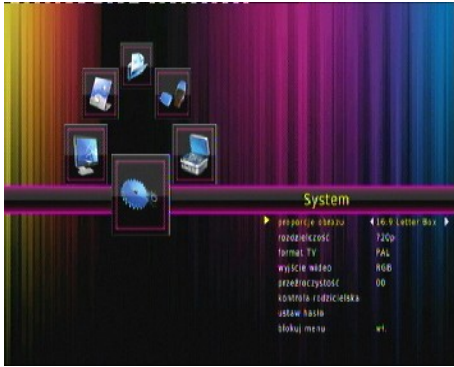 System
proporcje obrazu 16:9 Letter Box
rozdzielczość 720p
format TV PAL
wyjście wideo RGB
przeźroczystość 00
kontrola rodzicielska
ustaw hasło
blokuj menu wł.